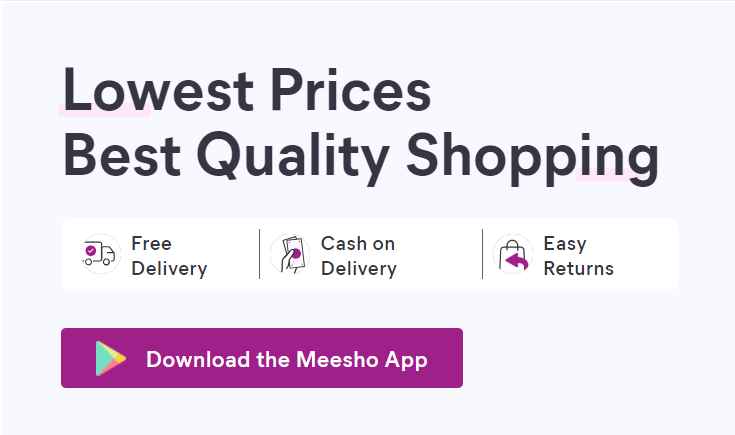 Lowest Prices
Best Quality Shopping
Free
Delivery
Cash on
Delivery
Easy
Returns
Download the Meesho App